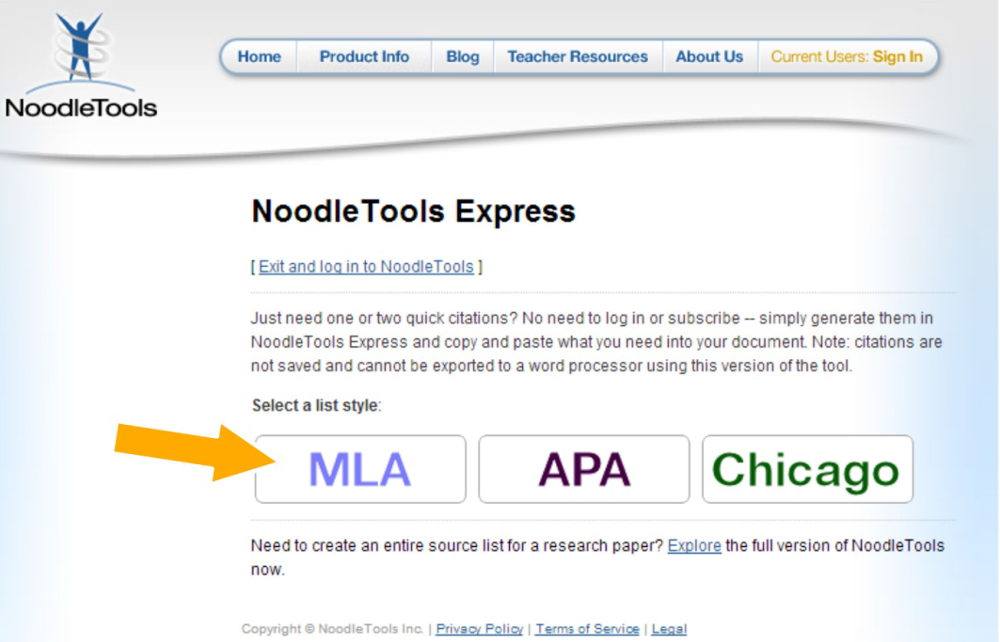 NoodleTools
Home Product Info Blog Teacher Resources About Us Current Users: Sign In
NoodleTools Express
[ Exit and log in to NoodleTools ]
Just need one or two quick citations? No need to log in or subscribe -- simply generate them in
NoodleTools Express and copy and paste what you need into your document. Note: citations are
not saved and cannot be exported to a word processor using this version of the tool.
Select a list style:
MLA APA Chicago
Need to create an entire source list for a research paper? Explore the full version of NoodleTools
now.
Copyright © NoodleTools Inc. | Privacy Policy | Terms of Service | Legal